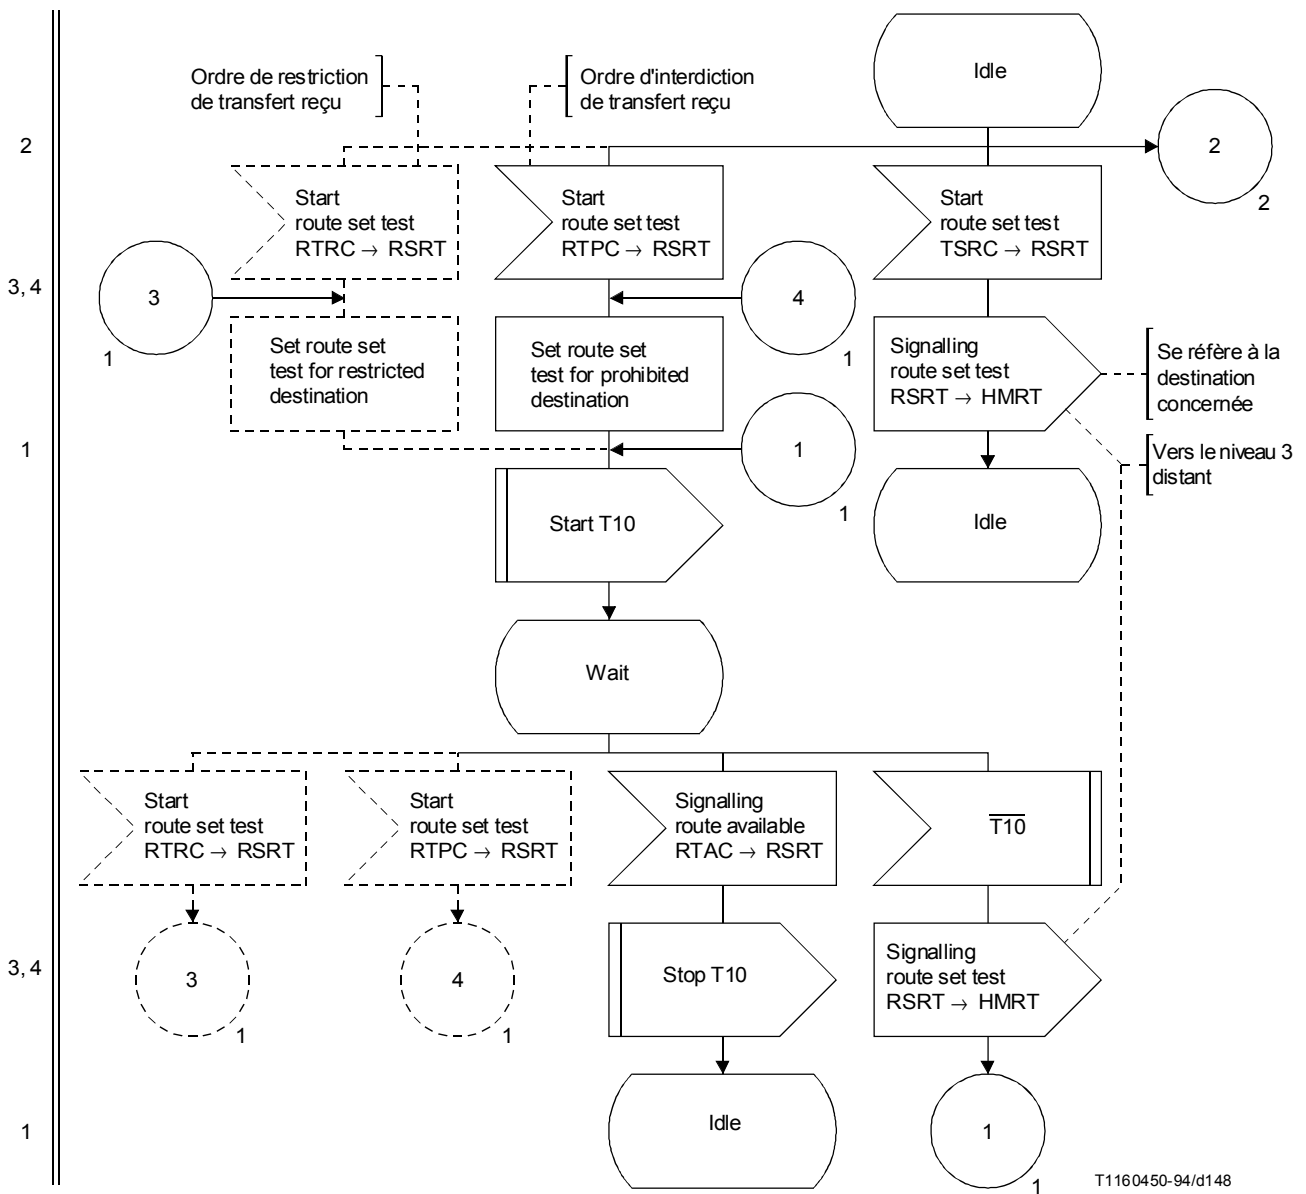 Idle
Ordre de restriction
de transfert reçu
Ordre d'interdiction
de transfert reçu
2
2
2
Start
route set test
RTRC → RSRT
Start
route set test
RTPC → RSRT
Start
route set test
TSRC → RSRT
3, 4
3
1
4
1
Set route set
test for restricted
destination
Set route set
test for prohibited
destination
Signalling
route set test
RSRT → HMRT
Se réfère à la
destination
concernée
1
1
1
Vers le niveau 3
distant
Start T10
Idle
Wait
Start
route set test
RTRC → RSRT
Start
route set test
RTPC → RSRT
Signalling
route available
RTAC → RSRT
T̅1̅0̅
3, 4
3
1
4
1
Stop T10
Signalling
route set test
RSRT → HMRT
1
Idle
1
1
T1160450-94/d148